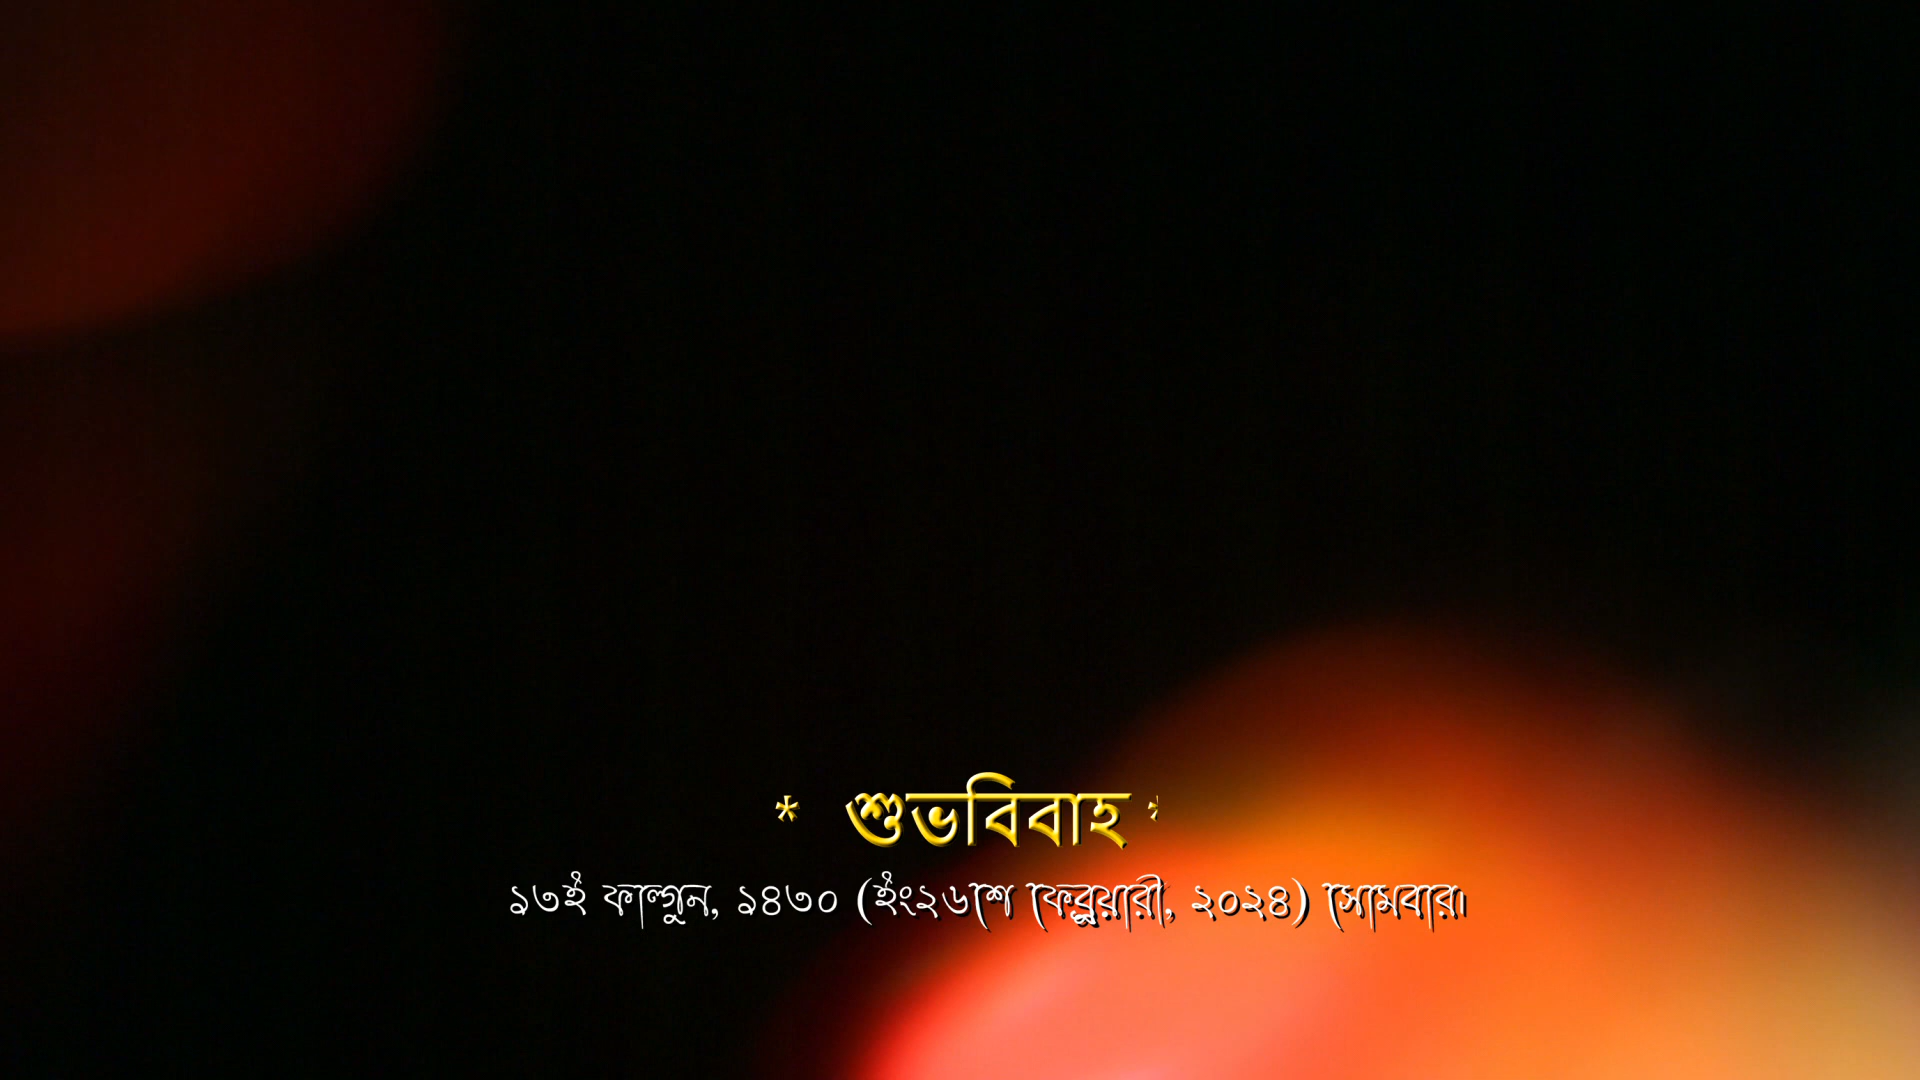 * শুভবিবাহ *
১৩ই ফাল্গুন, ১৪৩০ (ইং২৬শে ফেব্রুয়ারী, ২০২৪) সোমবার।